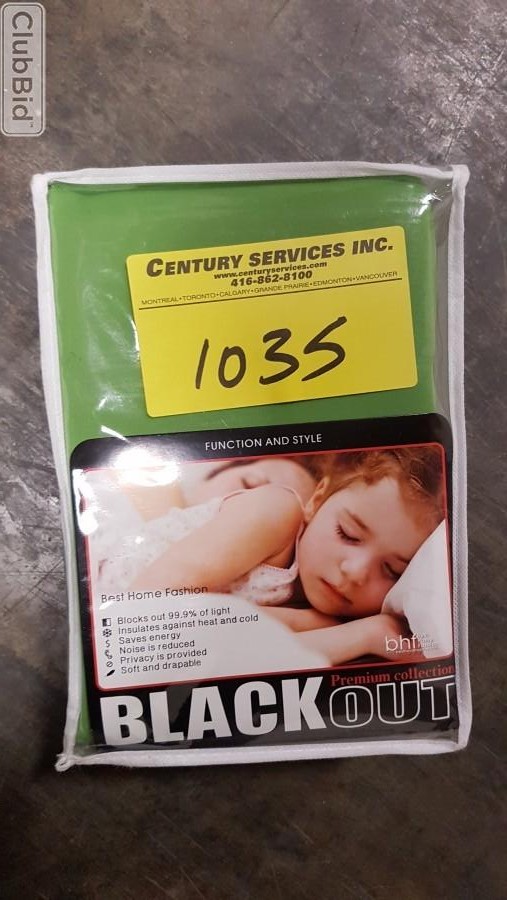 ClubBid
CENTURY SERVICES INC.
www.centuryservices.com
416-862-8100
MONTREAL•TORONTO•CALGARY•GRANDE PRAIRIE•EDMONTON•VANCOUVER
1035
FUNCTION AND STYLE
Best Home Fashion
Blocks out 99.9% of light
Insulates against heat and cold
Saves energy
Noise is reduced
Privacy is provided
Soft and drapable
bhf
Premium collection
BLACKOUT